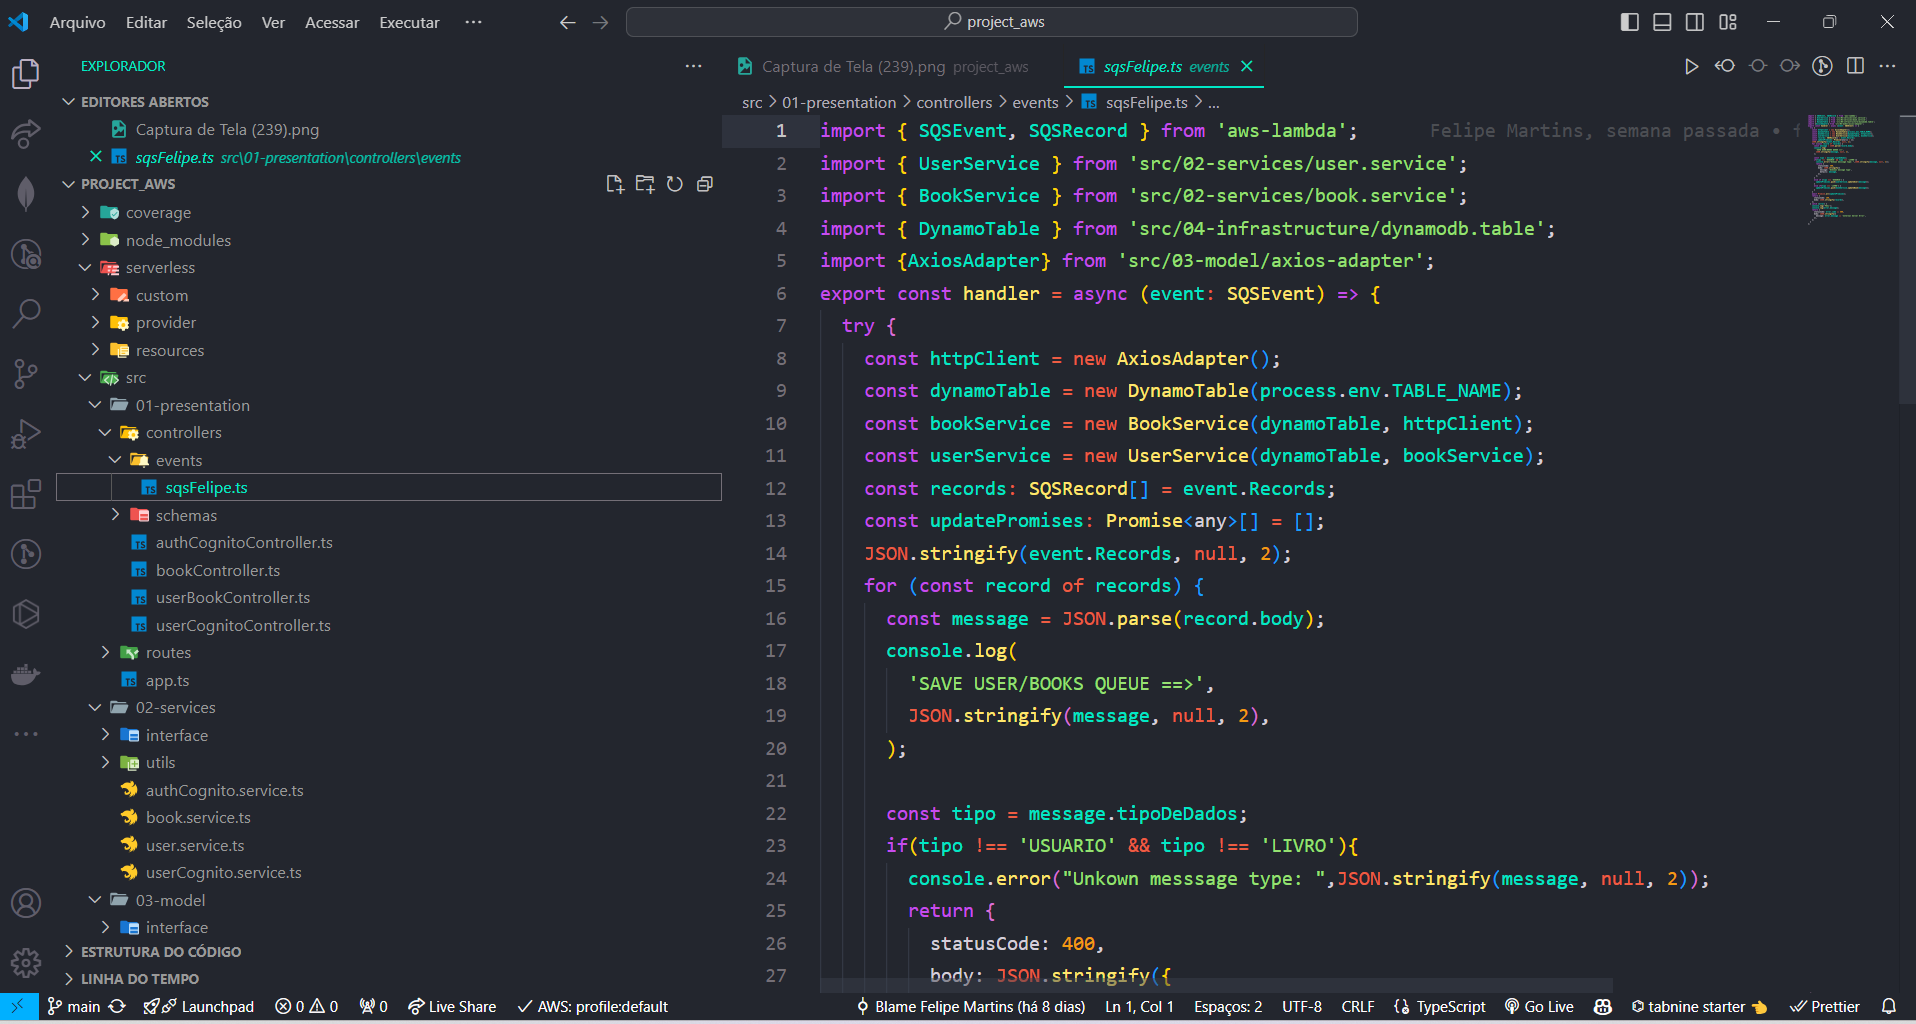 Arquivo Editar Seleção Ver Acessar Executar ··· project_aws
EXPLORADOR ···
EDITORES ABERTOS
Captura de Tela (239).png
sqsFelipe.ts src\01-presentation\controllers\events
PROJECT_AWS
coverage
node_modules
serverless
custom
provider
resources
src
01-presentation
controllers
events
sqsFelipe.ts
schemas
authCognitoController.ts
bookController.ts
userBookController.ts
userCognitoController.ts
routes
app.ts
02-services
interface
utils
authCognito.service.ts
book.service.ts
user.service.ts
userCognito.service.ts
03-model
interface
ESTRUTURA DO CÓDIGO
LINHA DO TEMPO
Captura de Tela (239).png project_aws sqsFelipe.ts events
src > 01-presentation > controllers > events > sqsFelipe.ts > ...
1 import { SQSEvent, SQSRecord } from 'aws-lambda'; Felipe Martins, semana passada •
2 import { UserService } from 'src/02-services/user.service';
3 import { BookService } from 'src/02-services/book.service';
4 import { DynamoTable } from 'src/04-infrastructure/dynamodb.table';
5 import {AxiosAdapter} from 'src/03-model/axios-adapter';
6 export const handler = async (event: SQSEvent) => {
7 try {
8 const httpClient = new AxiosAdapter();
9 const dynamoTable = new DynamoTable(process.env.TABLE_NAME);
10 const bookService = new BookService(dynamoTable, httpClient);
11 const userService = new UserService(dynamoTable, bookService);
12 const records: SQSRecord[] = event.Records;
13 const updatePromises: Promise<any>[] = [];
14 JSON.stringify(event.Records, null, 2);
15 for (const record of records) {
16 const message = JSON.parse(record.body);
17 console.log(
18 'SAVE USER/BOOKS QUEUE ==>',
19 JSON.stringify(message, null, 2),
20 );
21
22 const tipo = message.tipoDeDados;
23 if(tipo !== 'USUARIO' && tipo !== 'LIVRO'){
24 console.error("Unkown messsage type: ",JSON.stringify(message, null, 2));
25 return {
26 statusCode: 400,
27 body: JSON.stringify({
main Launchpad 0 0 0 Live Share AWS: profile:default Blame Felipe Martins (há 8 dias) Ln 1, Col 1 Espaços: 2 UTF-8 CRLF {} TypeScript Go Live tabnine starter Prettier